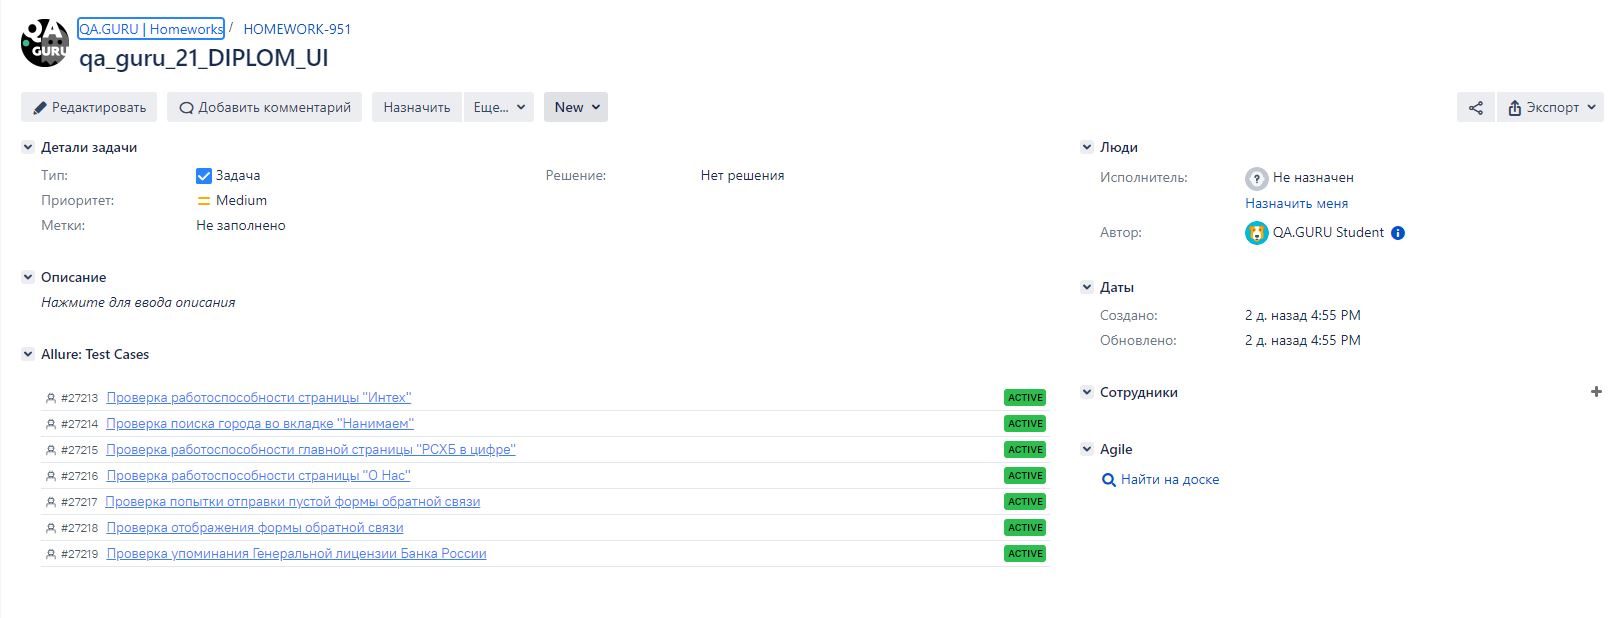 QA
GURU
QA.GURU | Homeworks / HOMEWORK-951
qa_guru_21_DIPLOM_UI
Редактировать Добавить комментарий Назначить Еще... New Экспорт
Детали задачи
Тип: Задача Решение: Нет решения
Приоритет: Medium
Метки: Не заполнено
Описание
Нажмите для ввода описания
Allure: Test Cases
#27213 Проверка работоспособности страницы "Интех" ACTIVE
#27214 Проверка поиска города во вкладке "Нанимаем" ACTIVE
#27215 Проверка работоспособности главной страницы "РСХБ в цифре" ACTIVE
#27216 Проверка работоспособности страницы "О Нас" ACTIVE
#27217 Проверка попытки отправки пустой формы обратной связи ACTIVE
#27218 Проверка отображения формы обратной связи ACTIVE
#27219 Проверка упоминания Генеральной лицензии Банка России ACTIVE
Люди
Исполнитель: Не назначен
Назначить меня
Автор: QA.GURU Student
Даты
Создано: 2 д. назад 4:55 PM
Обновлено: 2 д. назад 4:55 PM
Сотрудники
Agile
Найти на доске